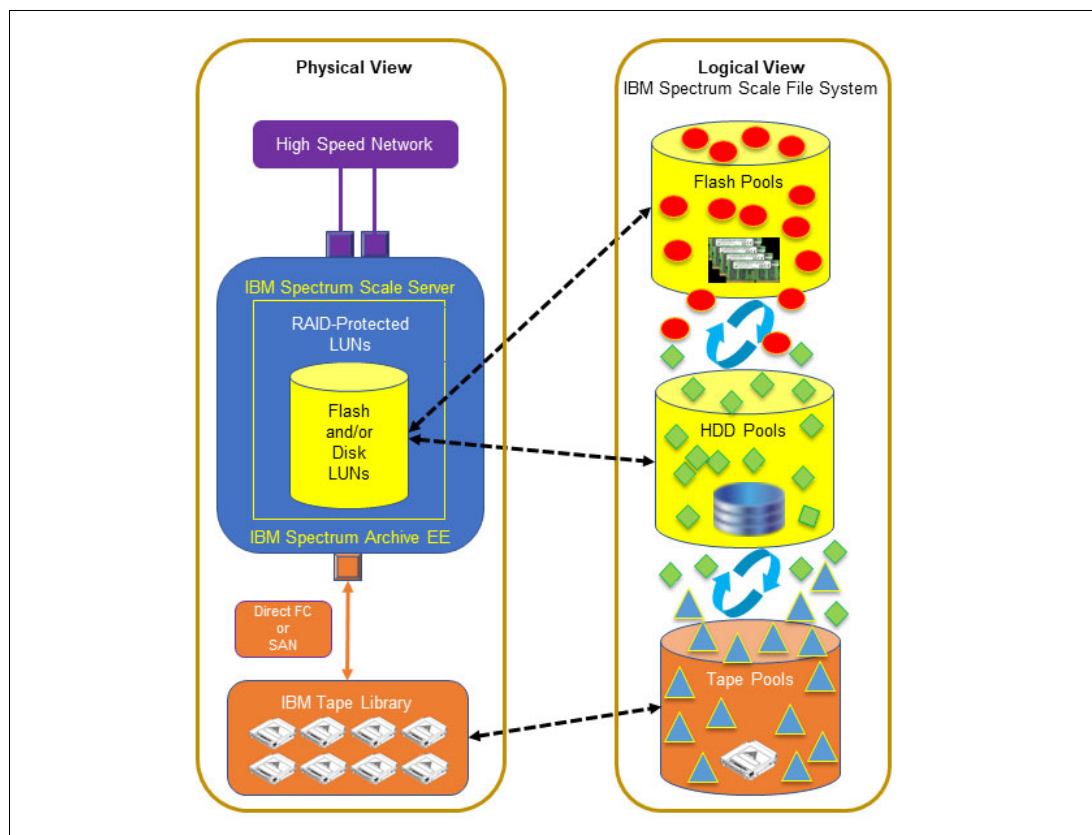 Physical View
High Speed Network
IBM Spectrum Scale Server
RAID-Protected
LUNs
Flash
and/or
Disk
LUNs
IBM Spectrum Archive EE
Direct FC
or
SAN
IBM Tape Library
Logical View
IBM Spectrum Scale File System
Flash Pools
HDD Pools
Tape Pools